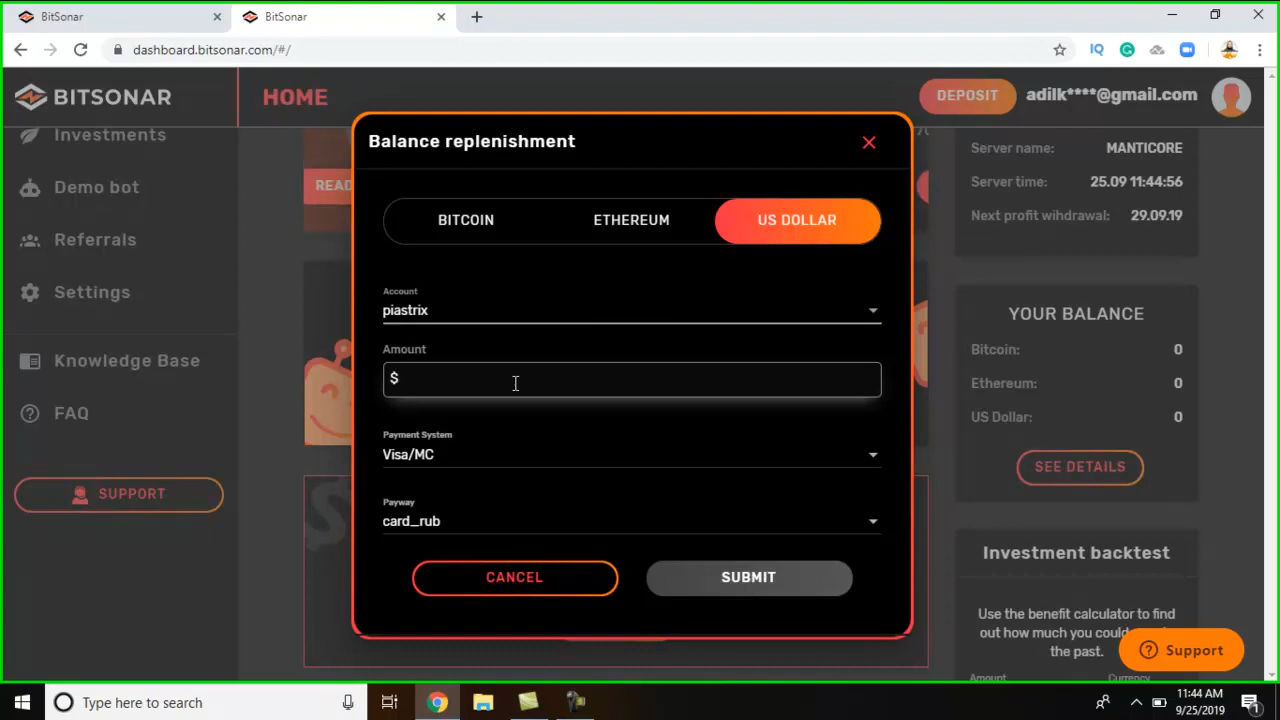 BitSonar
BitSonar
dashboard.bitsonar.com/#/
BITSONAR
HOME
DEPOSIT
adilk****@gmail.com
Investments
Demo bot
Referrals
Settings
Knowledge Base
FAQ
SUPPORT
READ
Balance replenishment
BITCOIN
ETHEREUM
US DOLLAR
Account
piastrix
Amount
$
Payment System
Visa/MC
Payway
card_rub
CANCEL
SUBMIT
Server name: MANTICORE
Server time: 25.09 11:44:56
Next profit wihdrawal: 29.09.19
YOUR BALANCE
Bitcoin: 0
Ethereum: 0
US Dollar: 0
SEE DETAILS
Investment backtest
Use the benefit calculator to find
out how much you could
the past.
Amount
Currency
Support
Type here to search
11:44 AM
9/25/2019